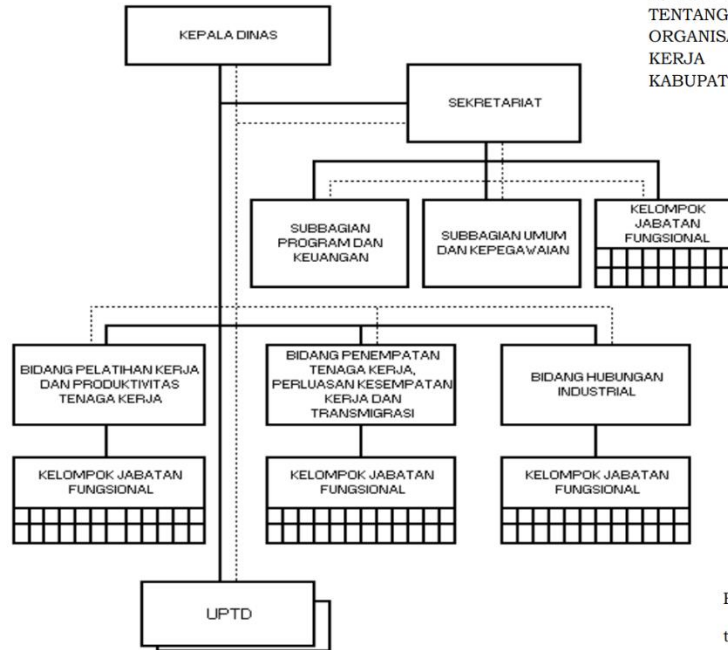 TENTANG
KERJA
KEPALA DINAS
SEKRETARIAT
SUBBAGIAN
PROGRAM DAN
KEUANGAN
SUBBAGIAN UMUM
DAN KEPEGAWAIAN
KELOMPOK
JABATAN
FUNGSIONAL
BIDANG PELATIHAN KERJA
DAN PRODUKTIVITAS
TENAGA KERJA
BIDANG PENEMPATAN
TENAGA KERJA,
PERLUASAN KESEMPATAN
KERJA DAN
TRANSMIGRASI
BIDANG HUBUNGAN
INDUSTRIAL
KELOMPOK JABATAN
FUNGSIONAL
KELOMPOK JABATAN
FUNGSIONAL
KELOMPOK JABATAN
FUNGSIONAL
UPTD